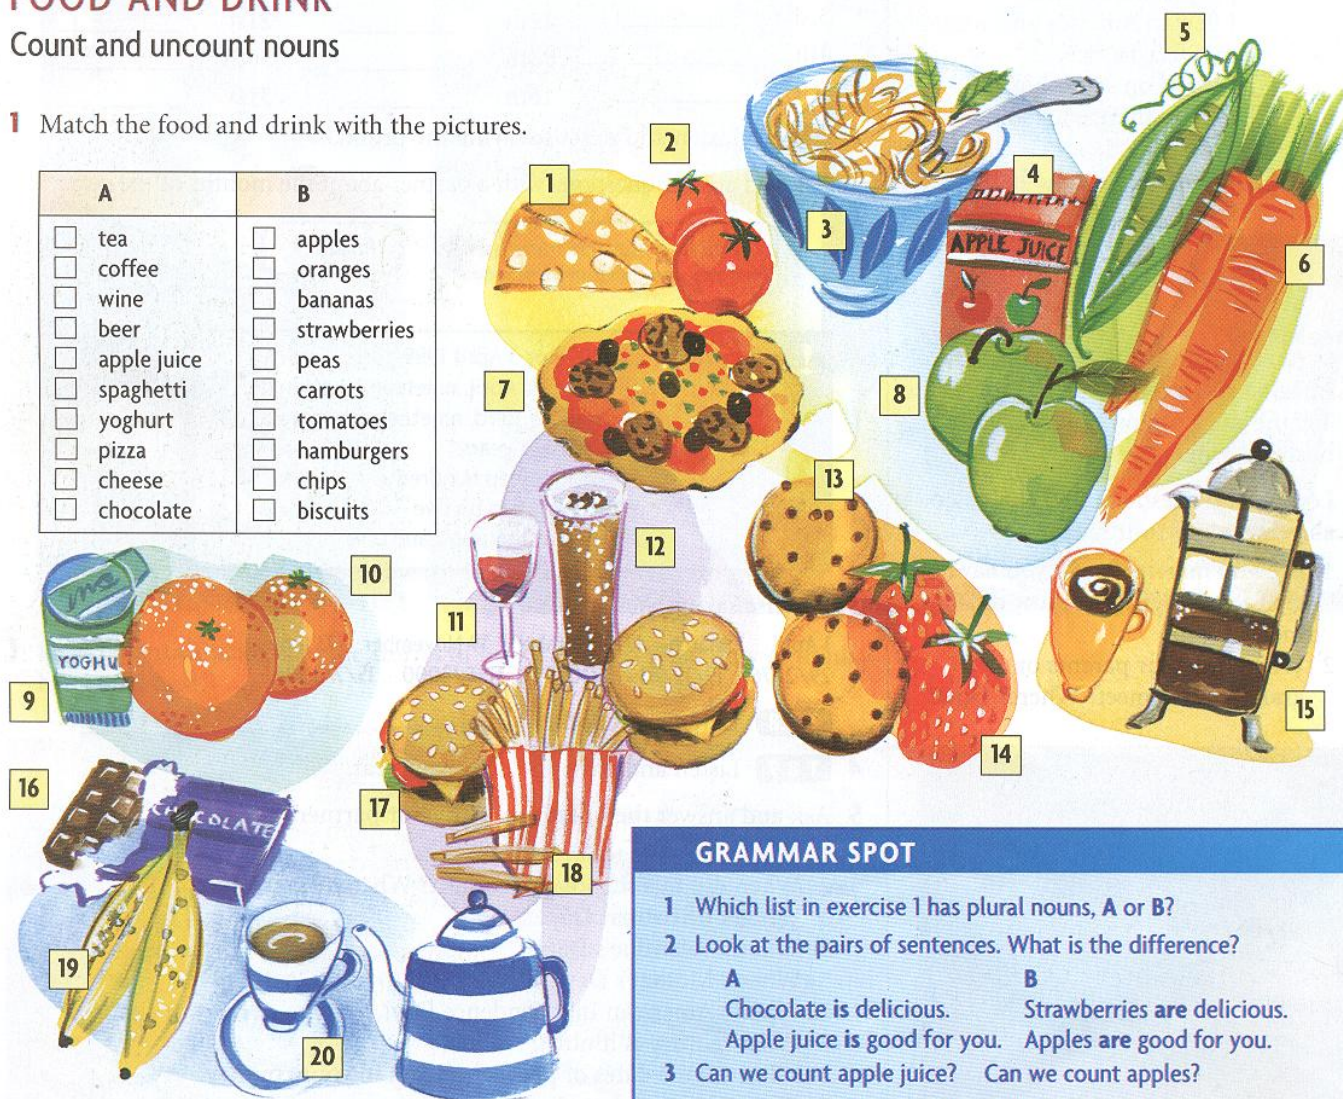 FOOD AND DRINK
Count and uncount nouns
1 Match the food and drink with the pictures.
A B
tea apples
coffee oranges
wine bananas
beer strawberries
apple juice peas
spaghetti carrots
yoghurt tomatoes
pizza hamburgers
cheese chips
chocolate biscuits
1
2
3
4
5
6
APPLE JUICE
7
8
9
YOGHU
10
11
12
13
14
15
16
CHOCOLATE
17
18
19
20
GRAMMAR SPOT
1 Which list in exercise 1 has plural nouns, A or B?
2 Look at the pairs of sentences. What is the difference?
A B
Chocolate is delicious. Strawberries are delicious.
Apple juice is good for you. Apples are good for you.
3 Can we count apple juice? Can we count apples?